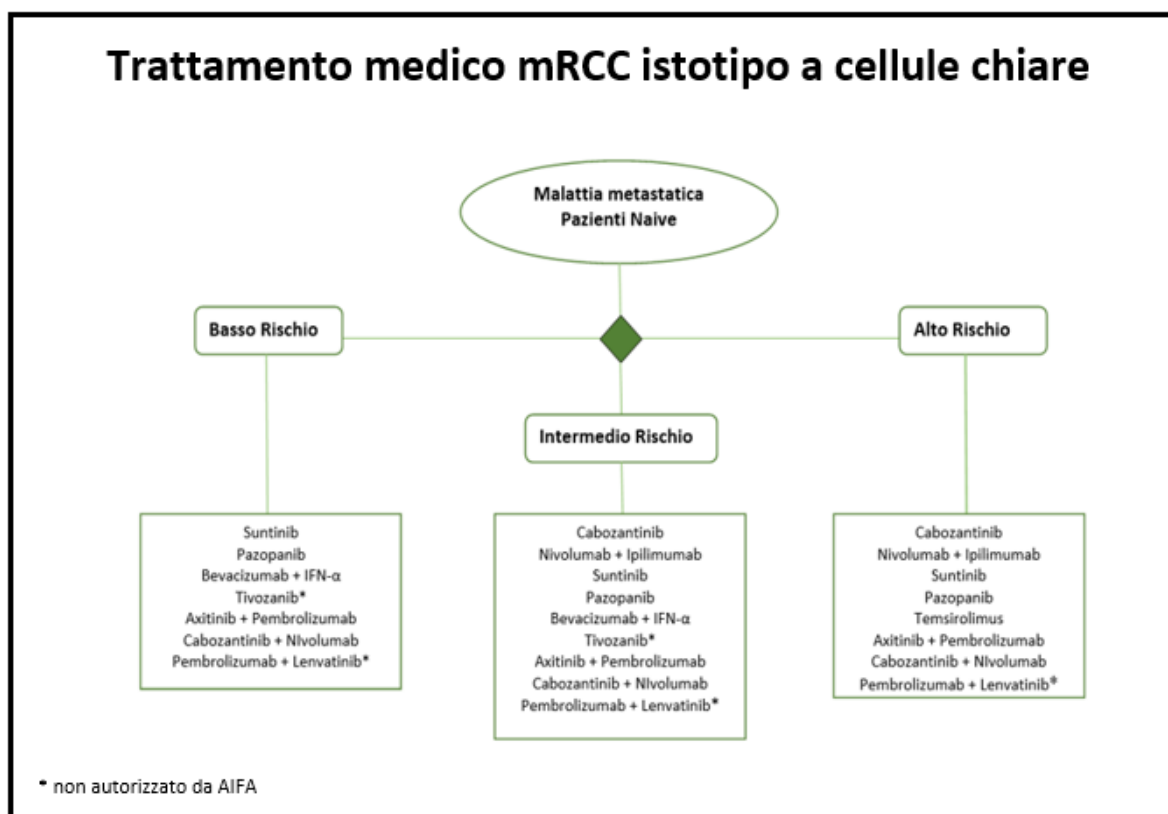 Trattamento medico mRCC istotipo a cellule chiare
Malattia metastatica
Pazienti Naive
Basso Rischio
Alto Rischio
Intermedio Rischio
Suntinib
Pazopanib
Bevacizumab + IFN-α
Tivozanib*
Axitinib + Pembrolizumab
Cabozantinib + NIvolumab
Pembrolizumab + Lenvatinib*
Cabozantinib
Nivolumab + Ipilimumab
Suntinib
Pazopanib
Bevacizumab + IFN-α
Tivozanib*
Axitinib + Pembrolizumab
Cabozantinib + NIvolumab
Pembrolizumab + Lenvatinib*
Cabozantinib
Nivolumab + Ipilimumab
Suntinib
Pazopanib
Temsirolimus
Axitinib + Pembrolizumab
Cabozantinib + NIvolumab
Pembrolizumab + Lenvatinib*
* non autorizzato da AIFA